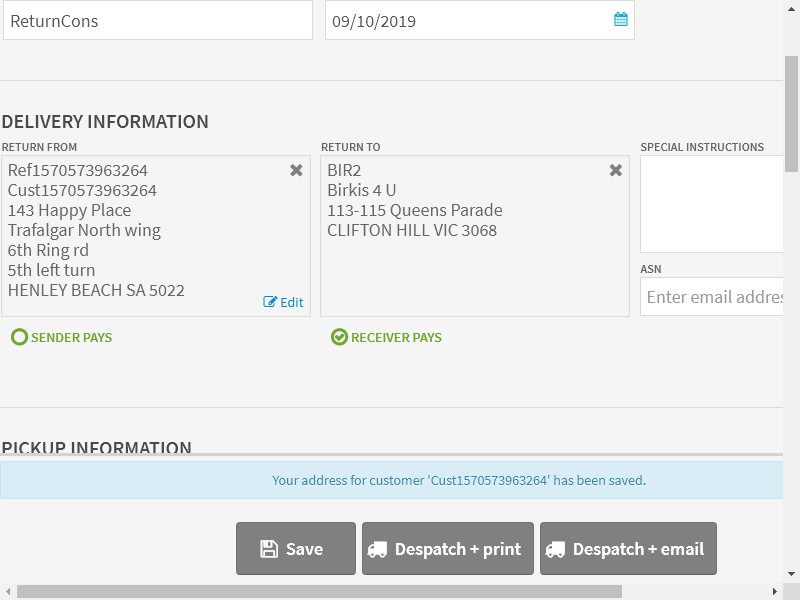 ReturnCons
09/10/2019
DELIVERY INFORMATION
RETURN FROM
Ref1570573963264
Cust1570573963264
143 Happy Place
Trafalgar North wing
6th Ring rd
5th left turn
HENLEY BEACH SA 5022
Edit
SENDER PAYS
RETURN TO
BIR2
Birkis 4 U
113-115 Queens Parade
CLIFTON HILL VIC 3068
RECEIVER PAYS
SPECIAL INSTRUCTIONS
ASN
Enter email addres
PICKUP INFORMATION
Your address for customer 'Cust1570573963264' has been saved.
Save
Despatch + print
Despatch + email